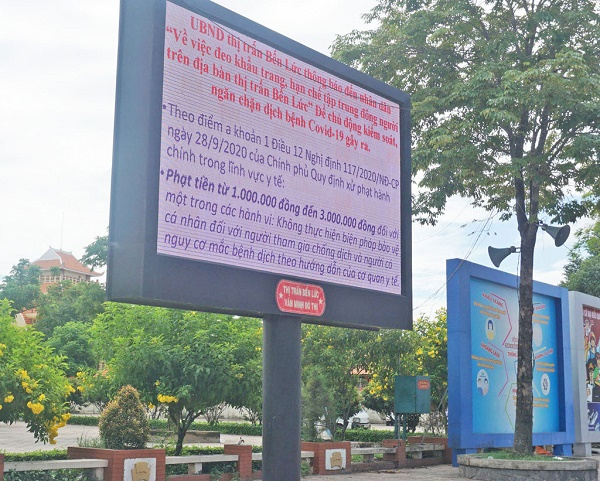 UBND thị trấn Bến Lức thông báo đến nhân dân
"Về việc đeo khẩu trang, hạn chế tập trung đông người
trên địa bàn thị trấn Bến Lức" Để chủ động kiểm soát,
ngăn chặn dịch bệnh Covid-19 gây ra.
• Theo điểm a khoản 1 Điều 12 Nghị định 117/2020/NĐ-CP
ngày 28/9/2020 của Chính phủ Quy định xử phạt hành
chính trong lĩnh vực y tế:
• Phạt tiền từ 1.000.000 đồng đến 3.000.000 đồng đối với
một trong các hành vi: Không thực hiện biện pháp bảo vệ
cá nhân đối với người tham gia chống dịch và người có
nguy cơ mắc bệnh dịch theo hướng dẫn của cơ quan y tế.
THỊ TRẤN BẾN LỨC
VĂN MINH ĐÔ THỊ